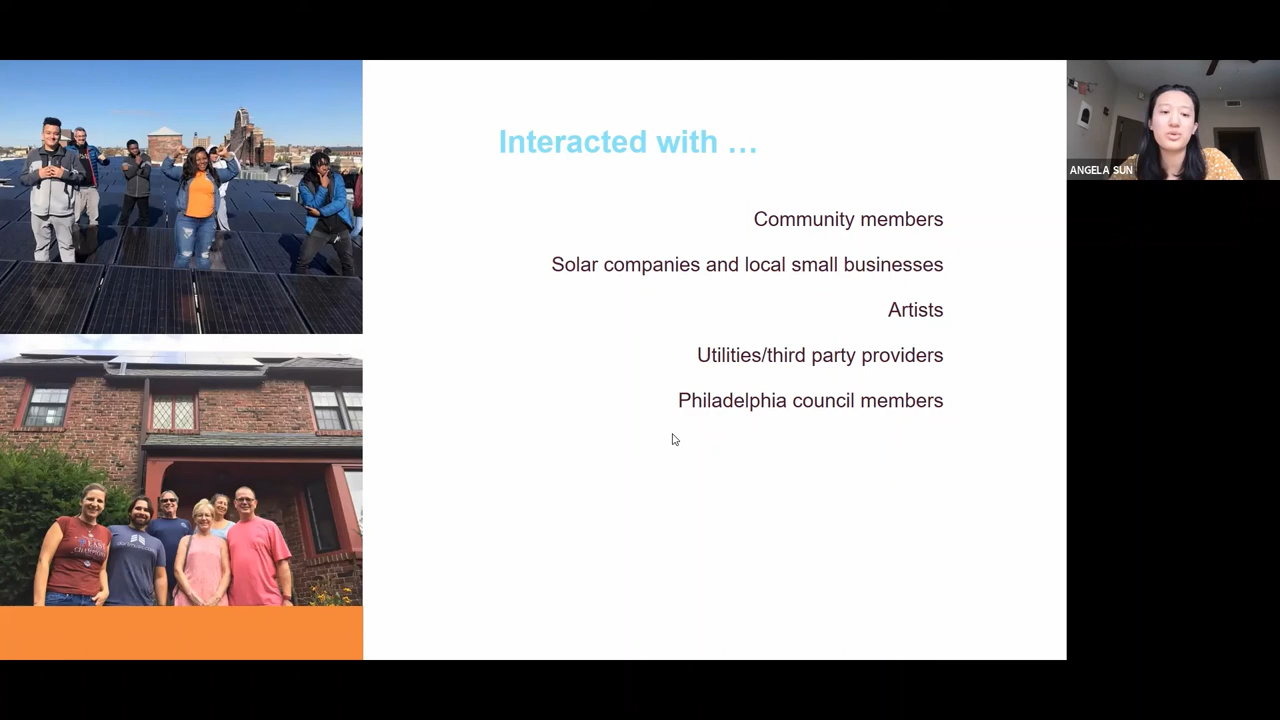 Interacted with …
Community members
Solar companies and local small businesses
Artists
Utilities/third party providers
Philadelphia council members
ANGELA SUN